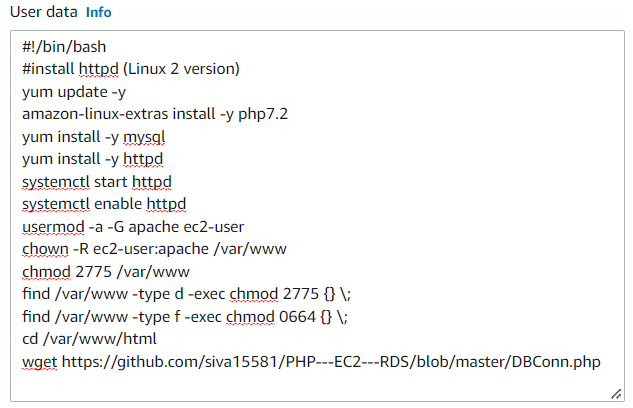 User data Info
#!/bin/bash
#install httpd (Linux 2 version)
yum update -y
amazon-linux-extras install -y php7.2
yum install -y mysql
yum install -y httpd
systemctl start httpd
systemctl enable httpd
usermod -a -G apache ec2-user
chown -R ec2-user:apache /var/www
chmod 2775 /var/www
find /var/www -type d -exec chmod 2775 {} \;
find /var/www -type f -exec chmod 0664 {} \;
cd /var/www/html
wget https://github.com/siva15581/PHP---EC2---RDS/blob/master/DBConn.php